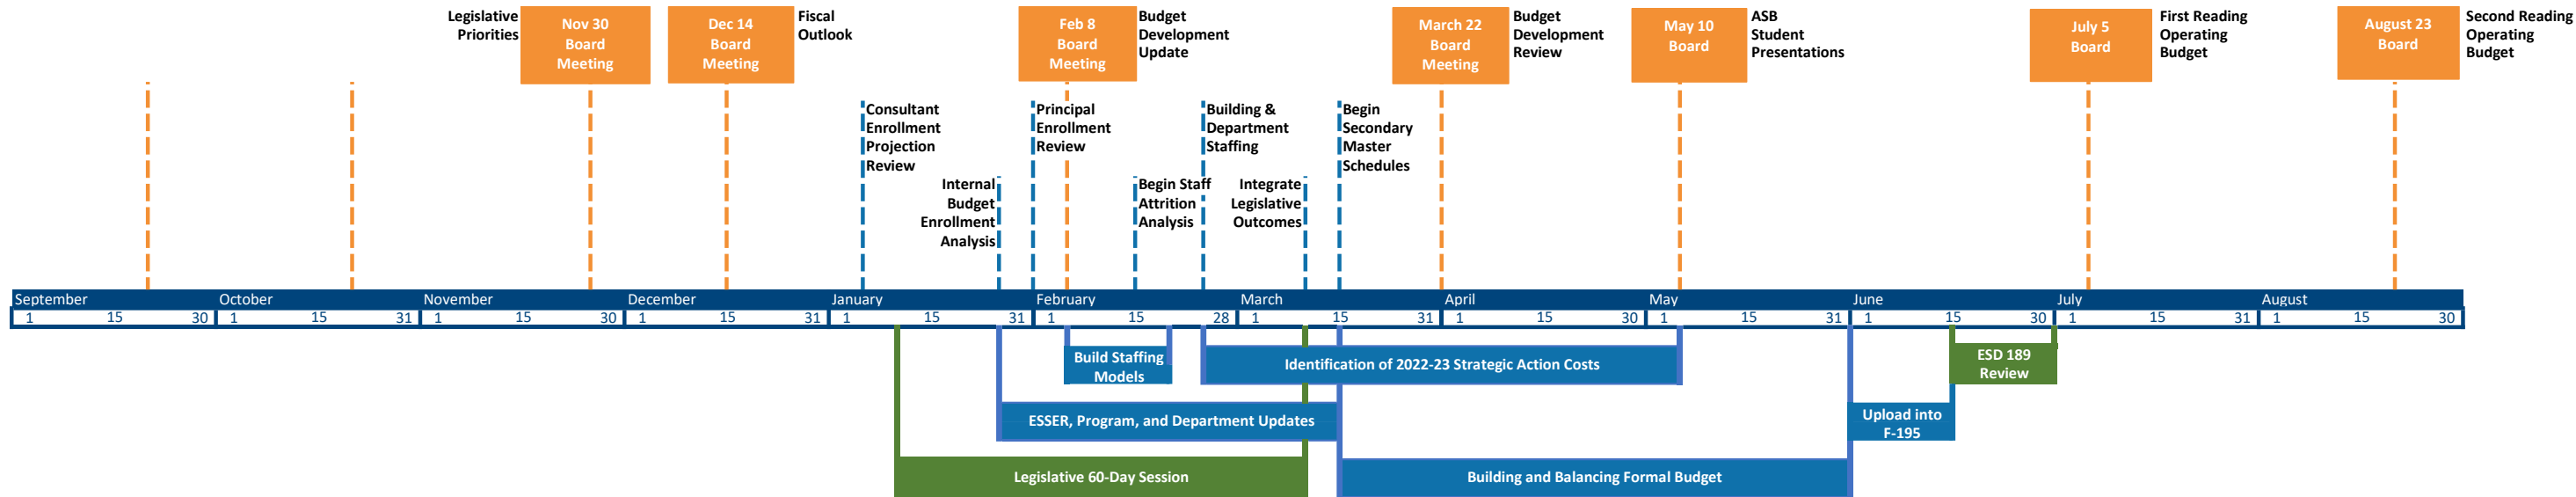 Legislative
Priorities
Nov 30
Board
Meeting
Dec 14
Board
Meeting
Fiscal
Outlook
Feb 8
Board
Meeting
Budget
Development
Update
March 22
Board
Meeting
Budget
Development
Review
May 10
Board
ASB
Student
Presentations
July 5
Board
First Reading
Operating
Budget
August 23
Board
Second Reading
Operating
Budget
Consultant
Enrollment
Projection
Review
Internal
Budget
Enrollment
Analysis
Principal
Enrollment
Review
Begin Staff
Attrition
Analysis
Building &
Department
Staffing
Integrate
Legislative
Outcomes
Begin
Secondary
Master
Schedules
September October November December January February March April May June July August
1 15 30 1 15 31 1 15 30 1 15 31 1 15 31 1 15 28 1 15 31 1 15 30 1 15 31 1 15 30 1 15 31 1 15 30
Build Staffing
Models
Identification of 2022-23 Strategic Action Costs
ESD 189
Review
ESSER, Program, and Department Updates
Upload into
F-195
Legislative 60-Day Session
Building and Balancing Formal Budget